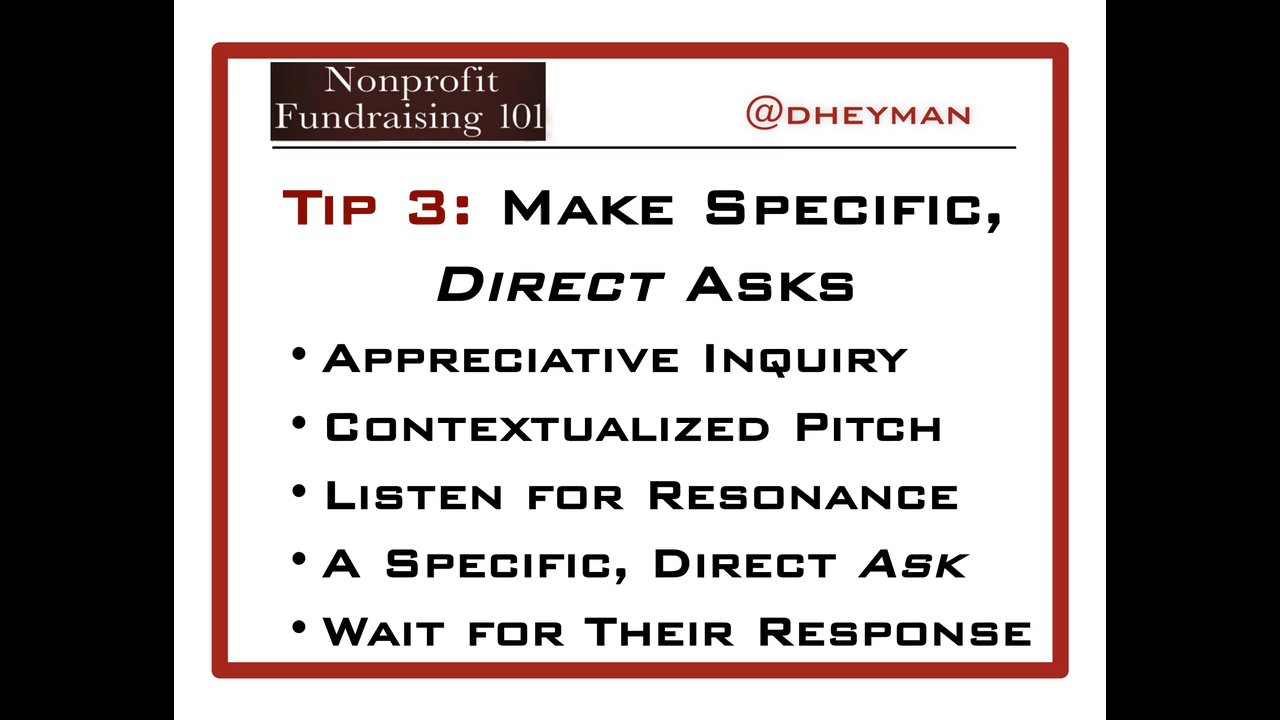 Nonprofit
Fundraising 101
@DHEYMAN
TIP 3: MAKE SPECIFIC,
DIRECT ASKS
• APPRECIATIVE INQUIRY
• CONTEXTUALIZED PITCH
• LISTEN FOR RESONANCE
• A SPECIFIC, DIRECT ASK
• WAIT FOR THEIR RESPONSE